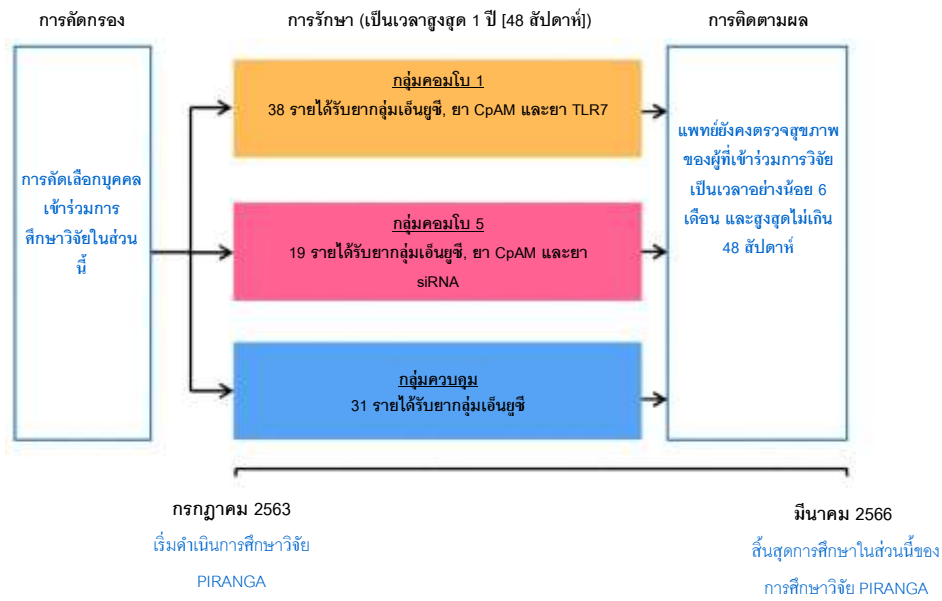 การคัดกรอง
การรักษา (เป็นเวลาสูงสุด 1 ปี [48 สัปดาห์])
การติดตามผล
การคัดเลือกบุคคล
เข้าร่วมการ
ศึกษาวิจัยในส่วน
นี้
กลุ่มคอมโบ 1
38 รายได้รับยากลุ่มเอ็นยูซี, ยา CpAM และยา TLR7
กลุ่มคอมโบ 5
19 รายได้รับยากลุ่มเอ็นยูซี, ยา CpAM และยา
siRNA
กลุ่มควบคุม
31 รายได้รับยากลุ่มเอ็นยูซี
แพทย์ยังคงตรวจสุขภาพ
ของผู้ที่เข้าร่วมการวิจัย
เป็นเวลาอย่างน้อย 6
เดือน และสูงสุดไม่เกิน
48 สัปดาห์
กรกฎาคม 2563
เริ่มดำเนินการศึกษาวิจัย
PIRANGA
มีนาคม 2566
สิ้นสุดการศึกษาในส่วนนี้ของ
การศึกษาวิจัย PIRANGA